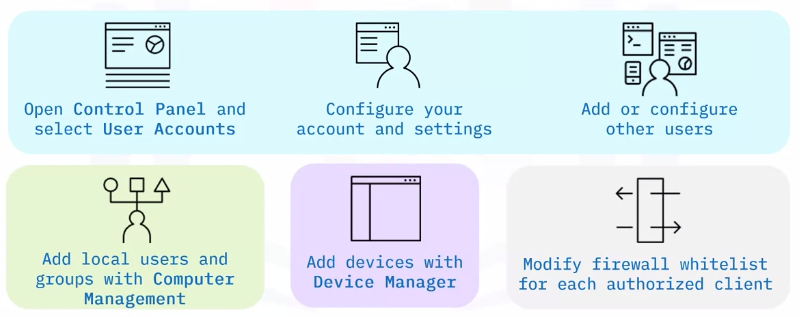 Open Control Panel and
select User Accounts
Configure your
account and settings
Add or configure
other users
Add local users and
groups with Computer
Management
Add devices with
Device Manager
Modify firewall whitelist
for each authorized client